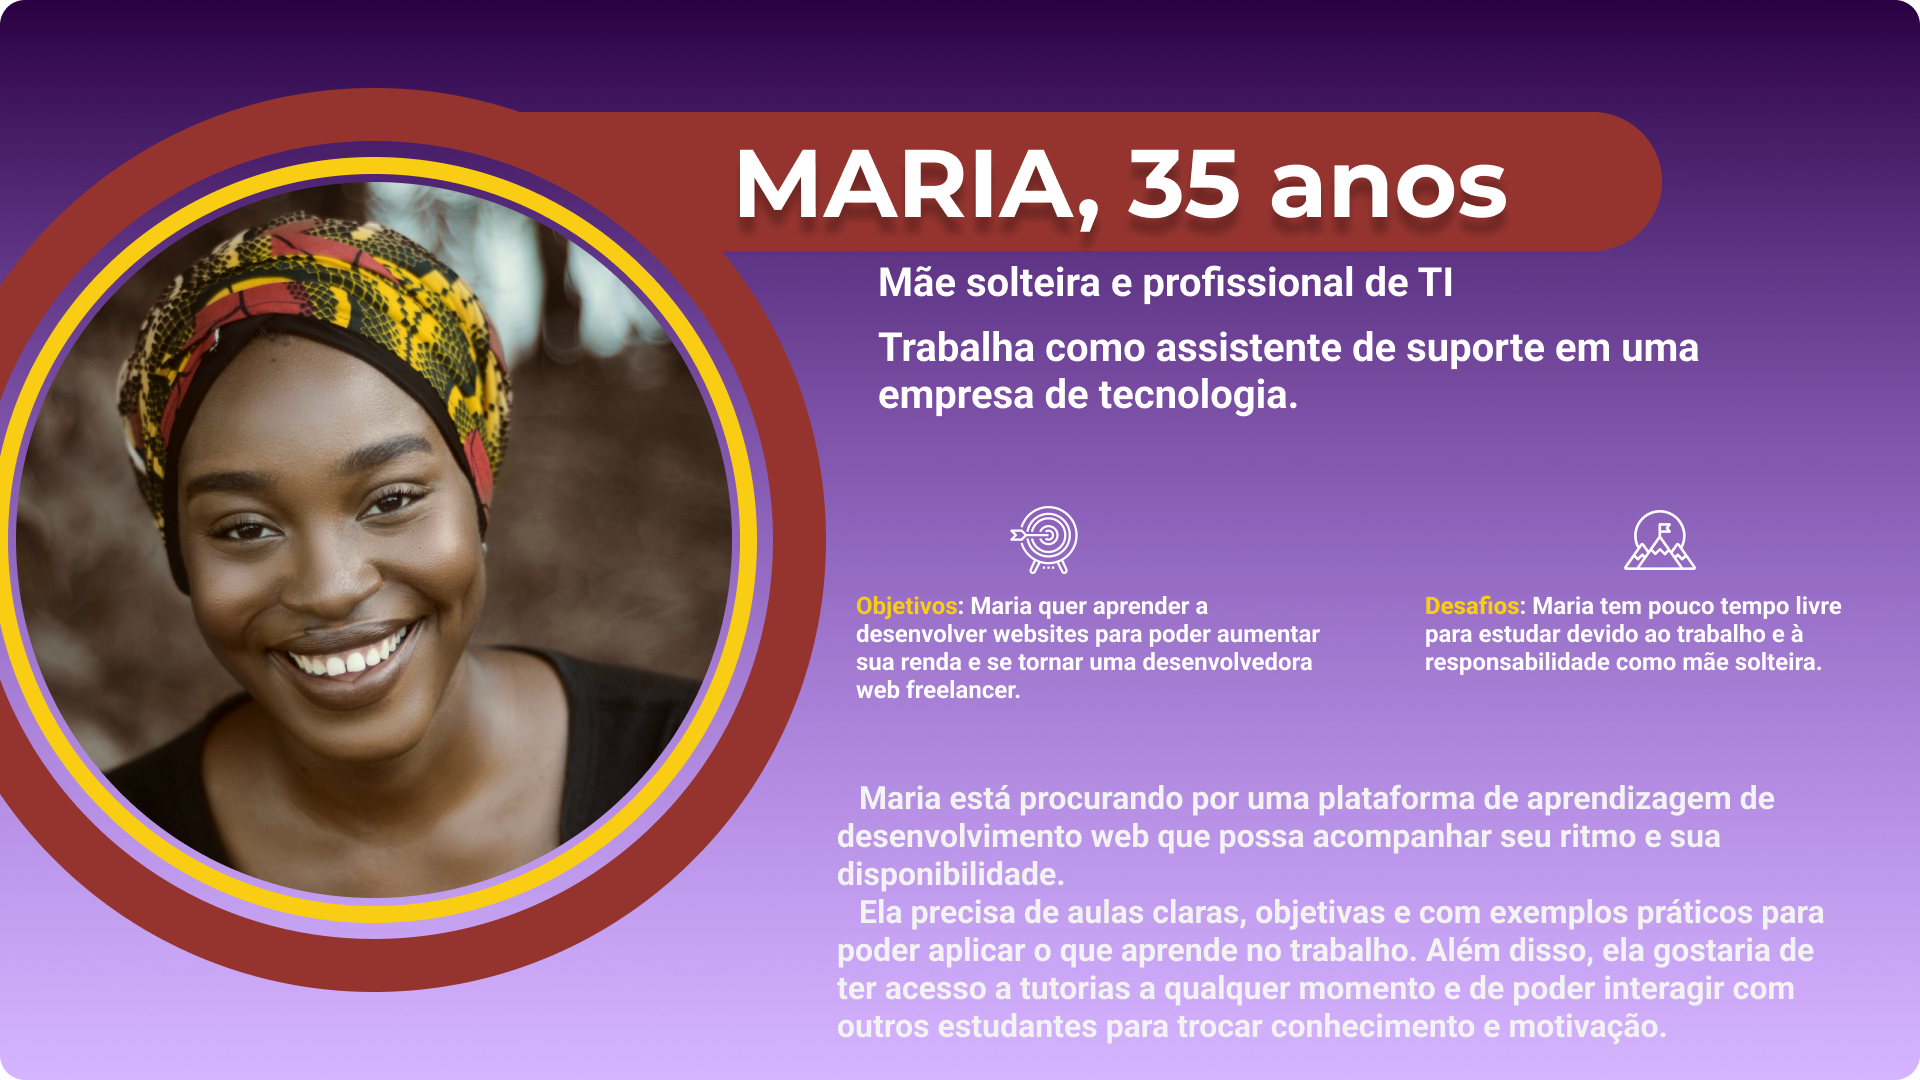 MARIA, 35 anos
Mãe solteira e profissional de TI
Trabalha como assistente de suporte em uma
empresa de tecnologia.
Objetivos: Maria quer aprender a
desenvolver websites para poder aumentar
sua renda e se tornar uma desenvolvedora
web freelancer.
Desafios: Maria tem pouco tempo livre
para estudar devido ao trabalho e à
responsabilidade como mãe solteira.
Maria está procurando por uma plataforma de aprendizagem de
desenvolvimento web que possa acompanhar seu ritmo e sua
disponibilidade.
Ela precisa de aulas claras, objetivas e com exemplos práticos para
poder aplicar o que aprende no trabalho. Além disso, ela gostaria de
ter acesso a tutorias a qualquer momento e de poder interagir com
outros estudantes para trocar conhecimento e motivação.